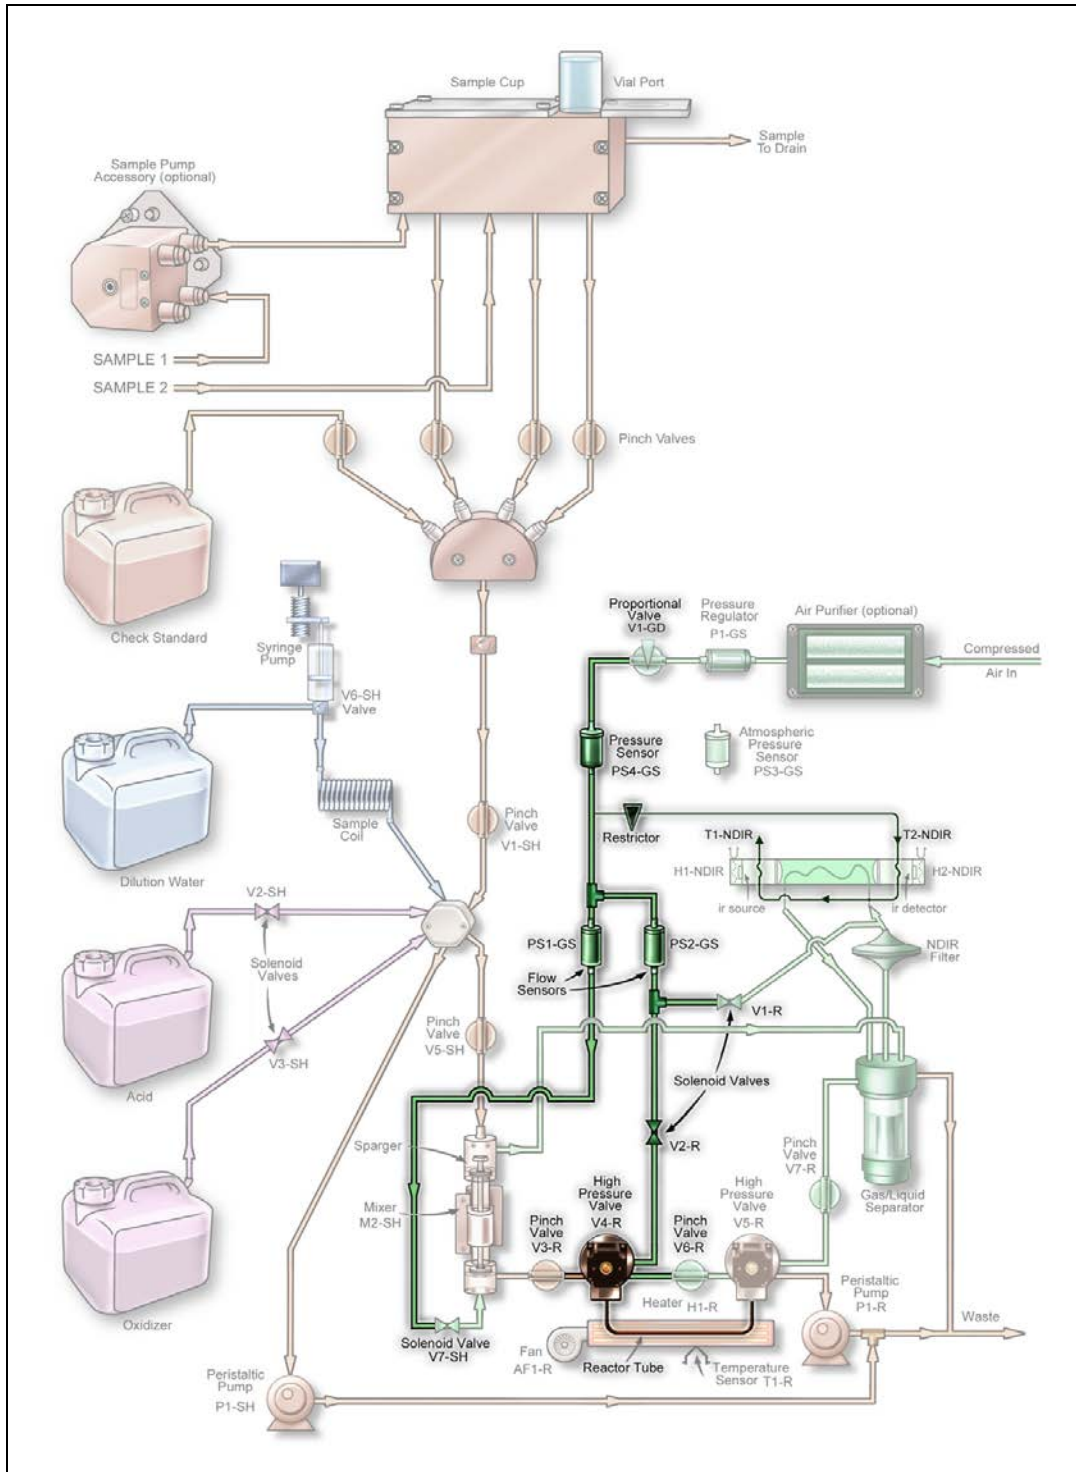 Sample Cup
Vial Port
Sample
To Drain
Sample Pump
Accessory (optional)
SAMPLE 1
SAMPLE 2
Pinch Valves
Check Standard
Syringe
Pump
V6-SH
Valve
Proportional
Valve
V1-GD
Pressure
Regulator
P1-GS
Air Purifier (optional)
Compressed
Air In
Pressure
Sensor
PS4-GS
Atmospheric
Pressure
Sensor
PS3-GS
Sample
Coil
Pinch
Valve
V1-SH
Restrictor
T1-NDIR
T2-NDIR
H1-NDIR
H2-NDIR
ir source
ir detector
Dilution Water
V2-SH
Solenoid
Valves
V3-SH
Acid
PS1-GS
PS2-GS
Flow
Sensors
NDIR
Filter
V1-R
Pinch
Valve
V5-SH
Solenoid Valves
V2-R
Sparger
Mixer
M2-SH
Pinch
Valve
V7-R
Gas/Liquid
Separator
High
Pressure
Valve
V4-R
High
Pressure
Valve
V5-R
Pinch
Valve
V3-R
Pinch
Valve
V6-R
Heater
H1-R
Peristaltic
Pump
P1-R
Waste
Oxidizer
Solenoid Valve
V7-SH
Fan
AF1-R
Reactor Tube
Temperature
Sensor T1-R
Peristaltic
Pump
P1-SH